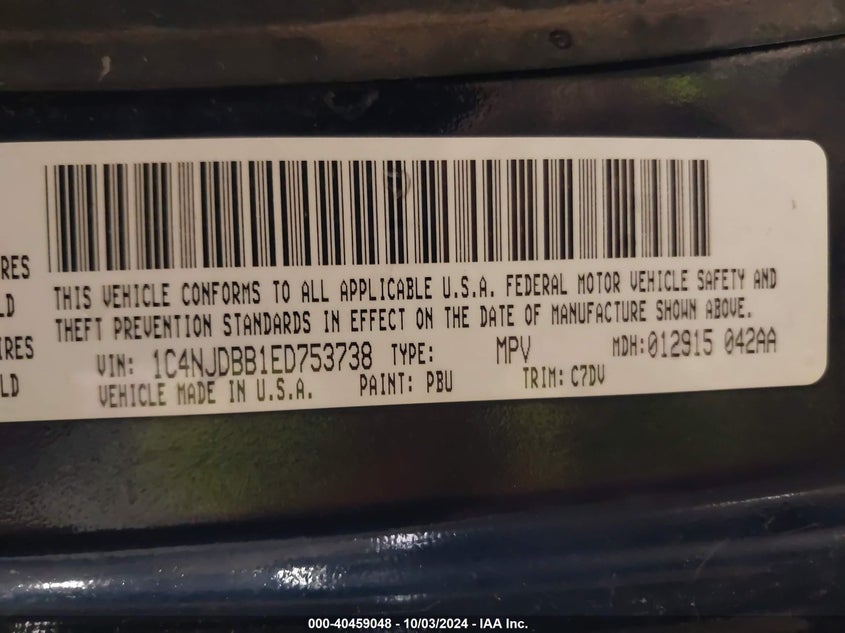 RES
LD
IRES
LD
THIS VEHICLE CONFORMS TO ALL APPLICABLE U.S.A. FEDERAL MOTOR VEHICLE SAFETY AND
THEFT PREVENTION STANDARDS IN EFFECT ON THE DATE OF MANUFACTURE SHOWN ABOVE.
VIN: 1C4NJDBB1ED753738 TYPE: MPV MDH:012915 042AA
VEHICLE MADE IN U.S.A. PAINT: PBU TRIM: C7DV
000-40459048 - 10/03/2024 - IAA Inc.